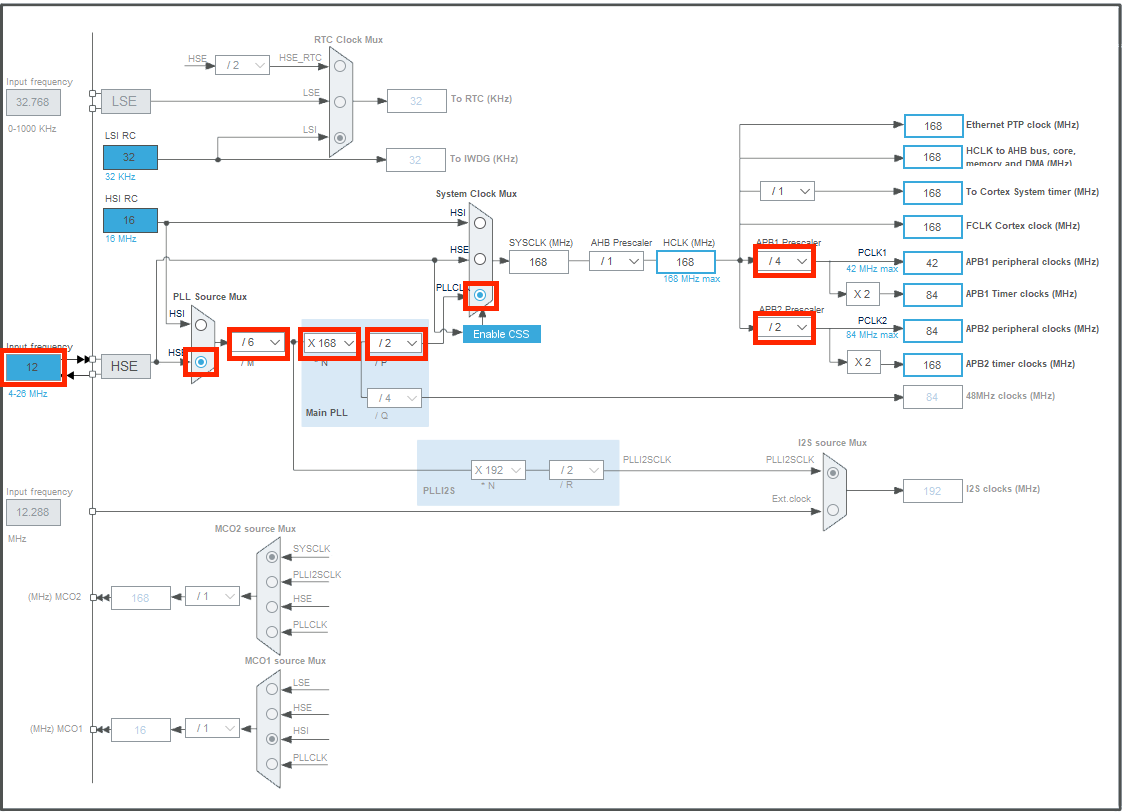 RTC Clock Mux
HSE
/ 2
HSE_RTC
Input frequency
32.768
0-1000 KHz
LSE
LSE
32
To RTC (KHz)
LSI RC
LSI
32
32 KHz
32
To IWDG (KHz)
HSI RC
16
16 MHz
System Clock Mux
HSI
HSE
PLLCL
SYSCLK (MHz)
168
AHB Prescaler
/ 1
HCLK (MHz)
168
168 MHz max
168
Ethernet PTP clock (MHz)
168
HCLK to AHB bus, core,
memory and DMA (MHz)
/ 1
168
To Cortex System timer (MHz)
168
FCLK Cortex clock (MHz)
APB1 Prescaler
/ 4
PCLK1
42 MHz max
42
APB1 peripheral clocks (MHz)
X 2
84
APB1 Timer clocks (MHz)
APB2 Prescaler
/ 2
PCLK2
84 MHz max
84
APB2 peripheral clocks (MHz)
X 2
168
APB2 timer clocks (MHz)
Enable CSS
PLL Source Mux
HSI
HSE
Input frequency
12
4-26 MHz
HSE
/ 6
/ M
X 168
* N
/ 2
/ P
/ 4
/ Q
Main PLL
84
48MHz clocks (MHz)
X 192
* N
/ 2
/ R
PLLI2S
PLLI2SCLK
I2S source Mux
PLLI2SCLK
Ext.clock
192
I2S clocks (MHz)
Input frequency
12.288
MHz
MCO2 source Mux
SYSCLK
PLLI2SCLK
HSE
PLLCLK
(MHz) MCO2
168
/ 1
MCO1 source Mux
LSE
HSE
HSI
PLLCLK
(MHz) MCO1
16
/ 1